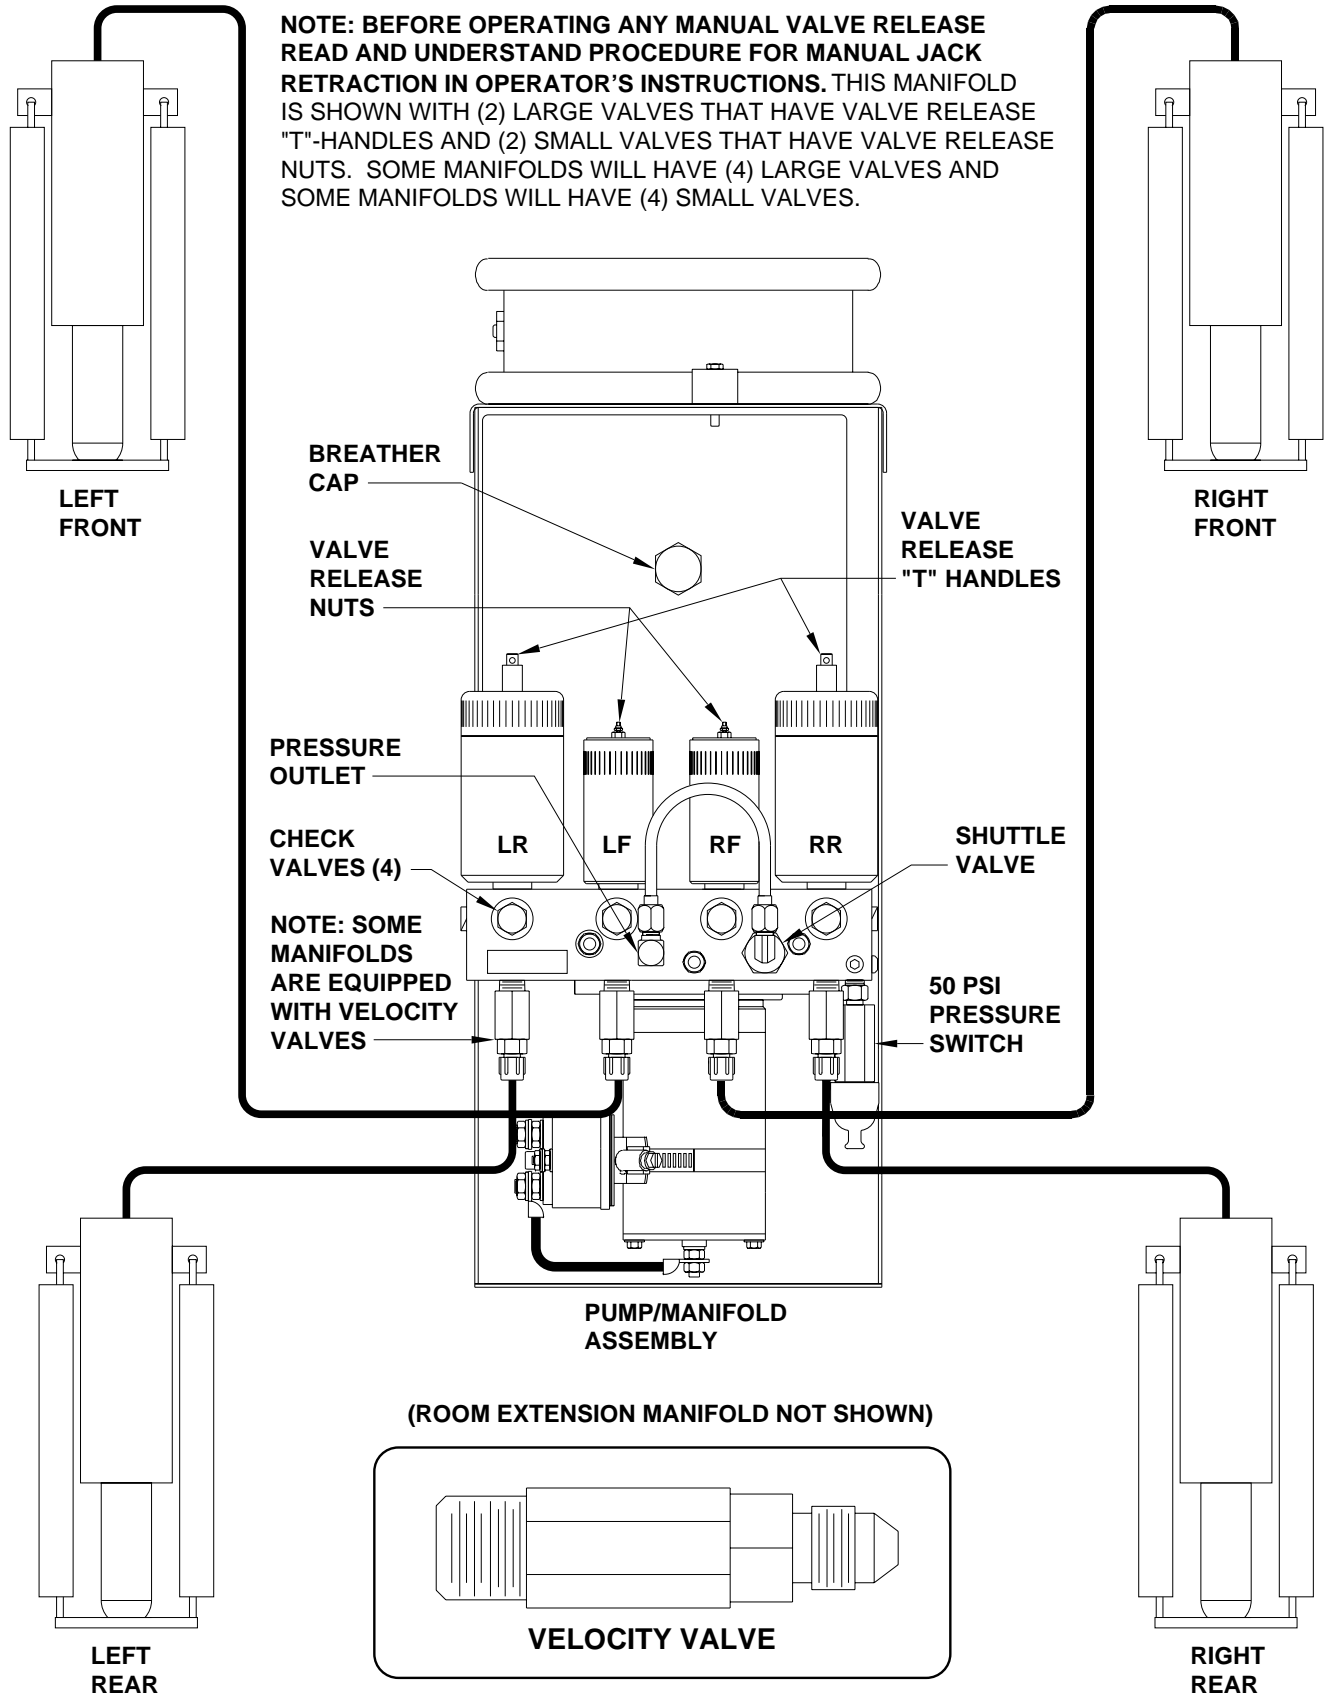 NOTE: BEFORE OPERATING ANY MANUAL VALVE RELEASE
READ AND UNDERSTAND PROCEDURE FOR MANUAL JACK
RETRACTION IN OPERATOR'S INSTRUCTIONS. THIS MANIFOLD
IS SHOWN WITH (2) LARGE VALVES THAT HAVE VALVE RELEASE
"T"-HANDLES AND (2) SMALL VALVES THAT HAVE VALVE RELEASE
NUTS. SOME MANIFOLDS WILL HAVE (4) LARGE VALVES AND
SOME MANIFOLDS WILL HAVE (4) SMALL VALVES.
LEFT
FRONT
RIGHT
FRONT
BREATHER
CAP
VALVE
RELEASE
NUTS
VALVE
RELEASE
"T" HANDLES
PRESSURE
OUTLET
CHECK
VALVES (4)
LR
LF
RF
RR
SHUTTLE
VALVE
NOTE: SOME
MANIFOLDS
ARE EQUIPPED
WITH VELOCITY
VALVES
50 PSI
PRESSURE
SWITCH
PUMP/MANIFOLD
ASSEMBLY
(ROOM EXTENSION MANIFOLD NOT SHOWN)
VELOCITY VALVE
LEFT
REAR
RIGHT
REAR